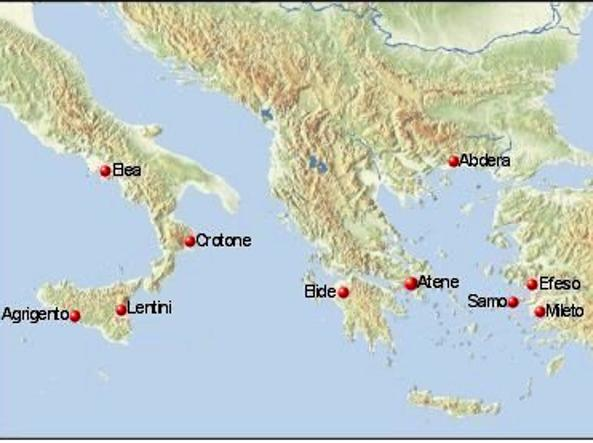 Abdera
Elea
Crotone
Atene
Efeso
Elide
Samo
Lentini
Mileto
Agrigento